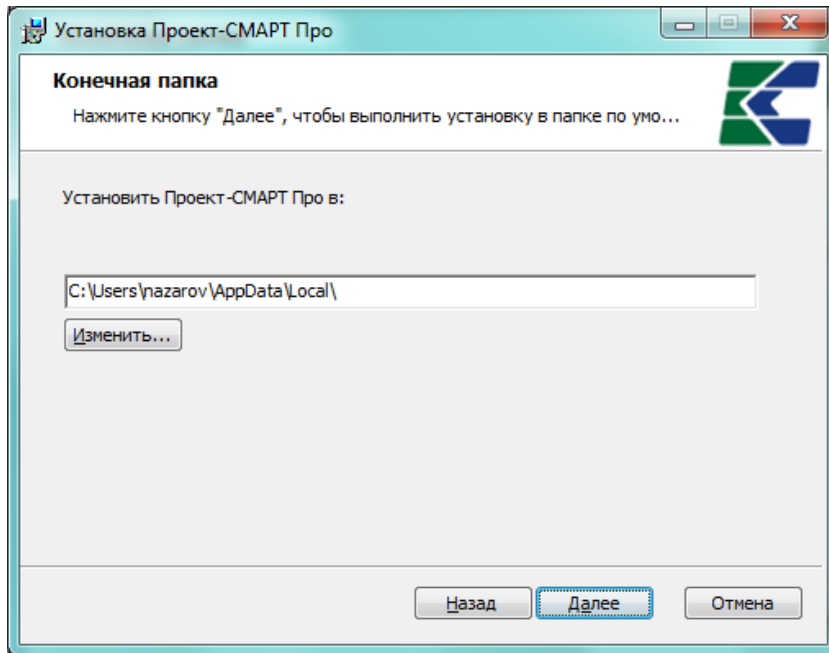 Установка Проект-СМАРТ Про
Конечная папка
Нажмите кнопку "Далее", чтобы выполнить установку в папке по умо...
Установить Проект-СМАРТ Про в:
C:\Users\nazarov\AppData\Local\
Изменить...
Назад
Далее
Отмена